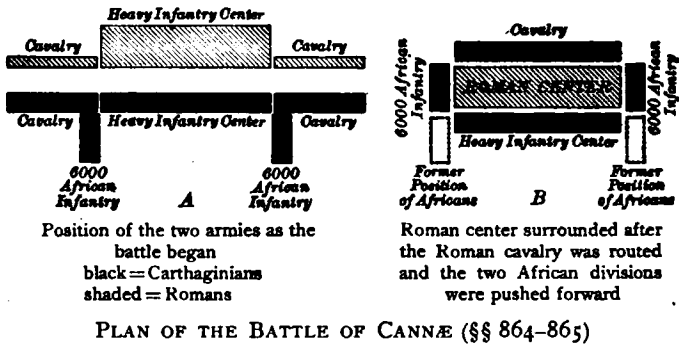 Heavy Infantry Center
Cavalry
Cavalry
Cavalry
Heavy Infantry Center
Cavalry
6000
African
Infantry
A
6000
African
Infantry
Position of the two armies as the
battle began
black=Carthaginians
shaded=Romans
Cavalry
6000 African
Infantry
ROMAN CENTER
6000 African
Infantry
Heavy Infantry Center
Former
Position
of Africans
B
Former
Position
of Africans
Roman center surrounded after
the Roman cavalry was routed
and the two African divisions
were pushed forward
PLAN OF THE BATTLE OF CANNÆ (§§ 864–865)